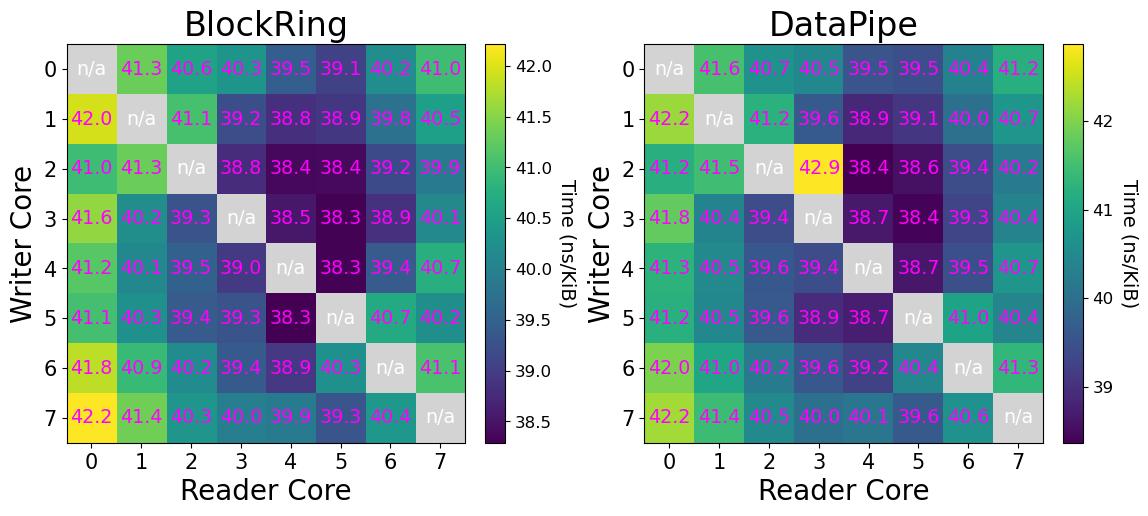 BlockRing
0 n/a 41.3 40.6 40.3 39.5 39.1 40.2 41.0
1 42.0 n/a 41.1 39.2 38.8 38.9 39.8 40.5
2 41.0 41.3 n/a 38.8 38.4 38.4 39.2 39.9
3 41.6 40.2 39.3 n/a 38.5 38.3 38.9 40.1
4 41.2 40.1 39.5 39.0 n/a 38.3 39.4 40.7
5 41.1 40.3 39.4 39.3 38.3 n/a 40.7 40.2
6 41.8 40.9 40.2 39.4 38.9 40.3 n/a 41.1
7 42.2 41.4 40.3 40.0 39.9 39.3 40.4 n/a
0 1 2 3 4 5 6 7
Reader Core
Writer Core
42.0
41.5
41.0
40.5
40.0
39.5
39.0
38.5
Time (ns/KiB)
DataPipe
0 n/a 41.6 40.7 40.5 39.5 39.5 40.4 41.2
1 42.2 n/a 41.2 39.6 38.9 39.1 40.0 40.7
2 41.2 41.5 n/a 42.9 38.4 38.6 39.4 40.2
3 41.8 40.4 39.4 n/a 38.7 38.4 39.3 40.4
4 41.3 40.5 39.6 39.4 n/a 38.7 39.5 40.7
5 41.2 40.5 39.6 38.9 38.7 n/a 41.0 40.4
6 42.0 41.0 40.2 39.6 39.2 40.4 n/a 41.3
7 42.2 41.4 40.5 40.0 40.1 39.6 40.6 n/a
0 1 2 3 4 5 6 7
Reader Core
Writer Core
42
41
40
39
Time (ns/KiB)